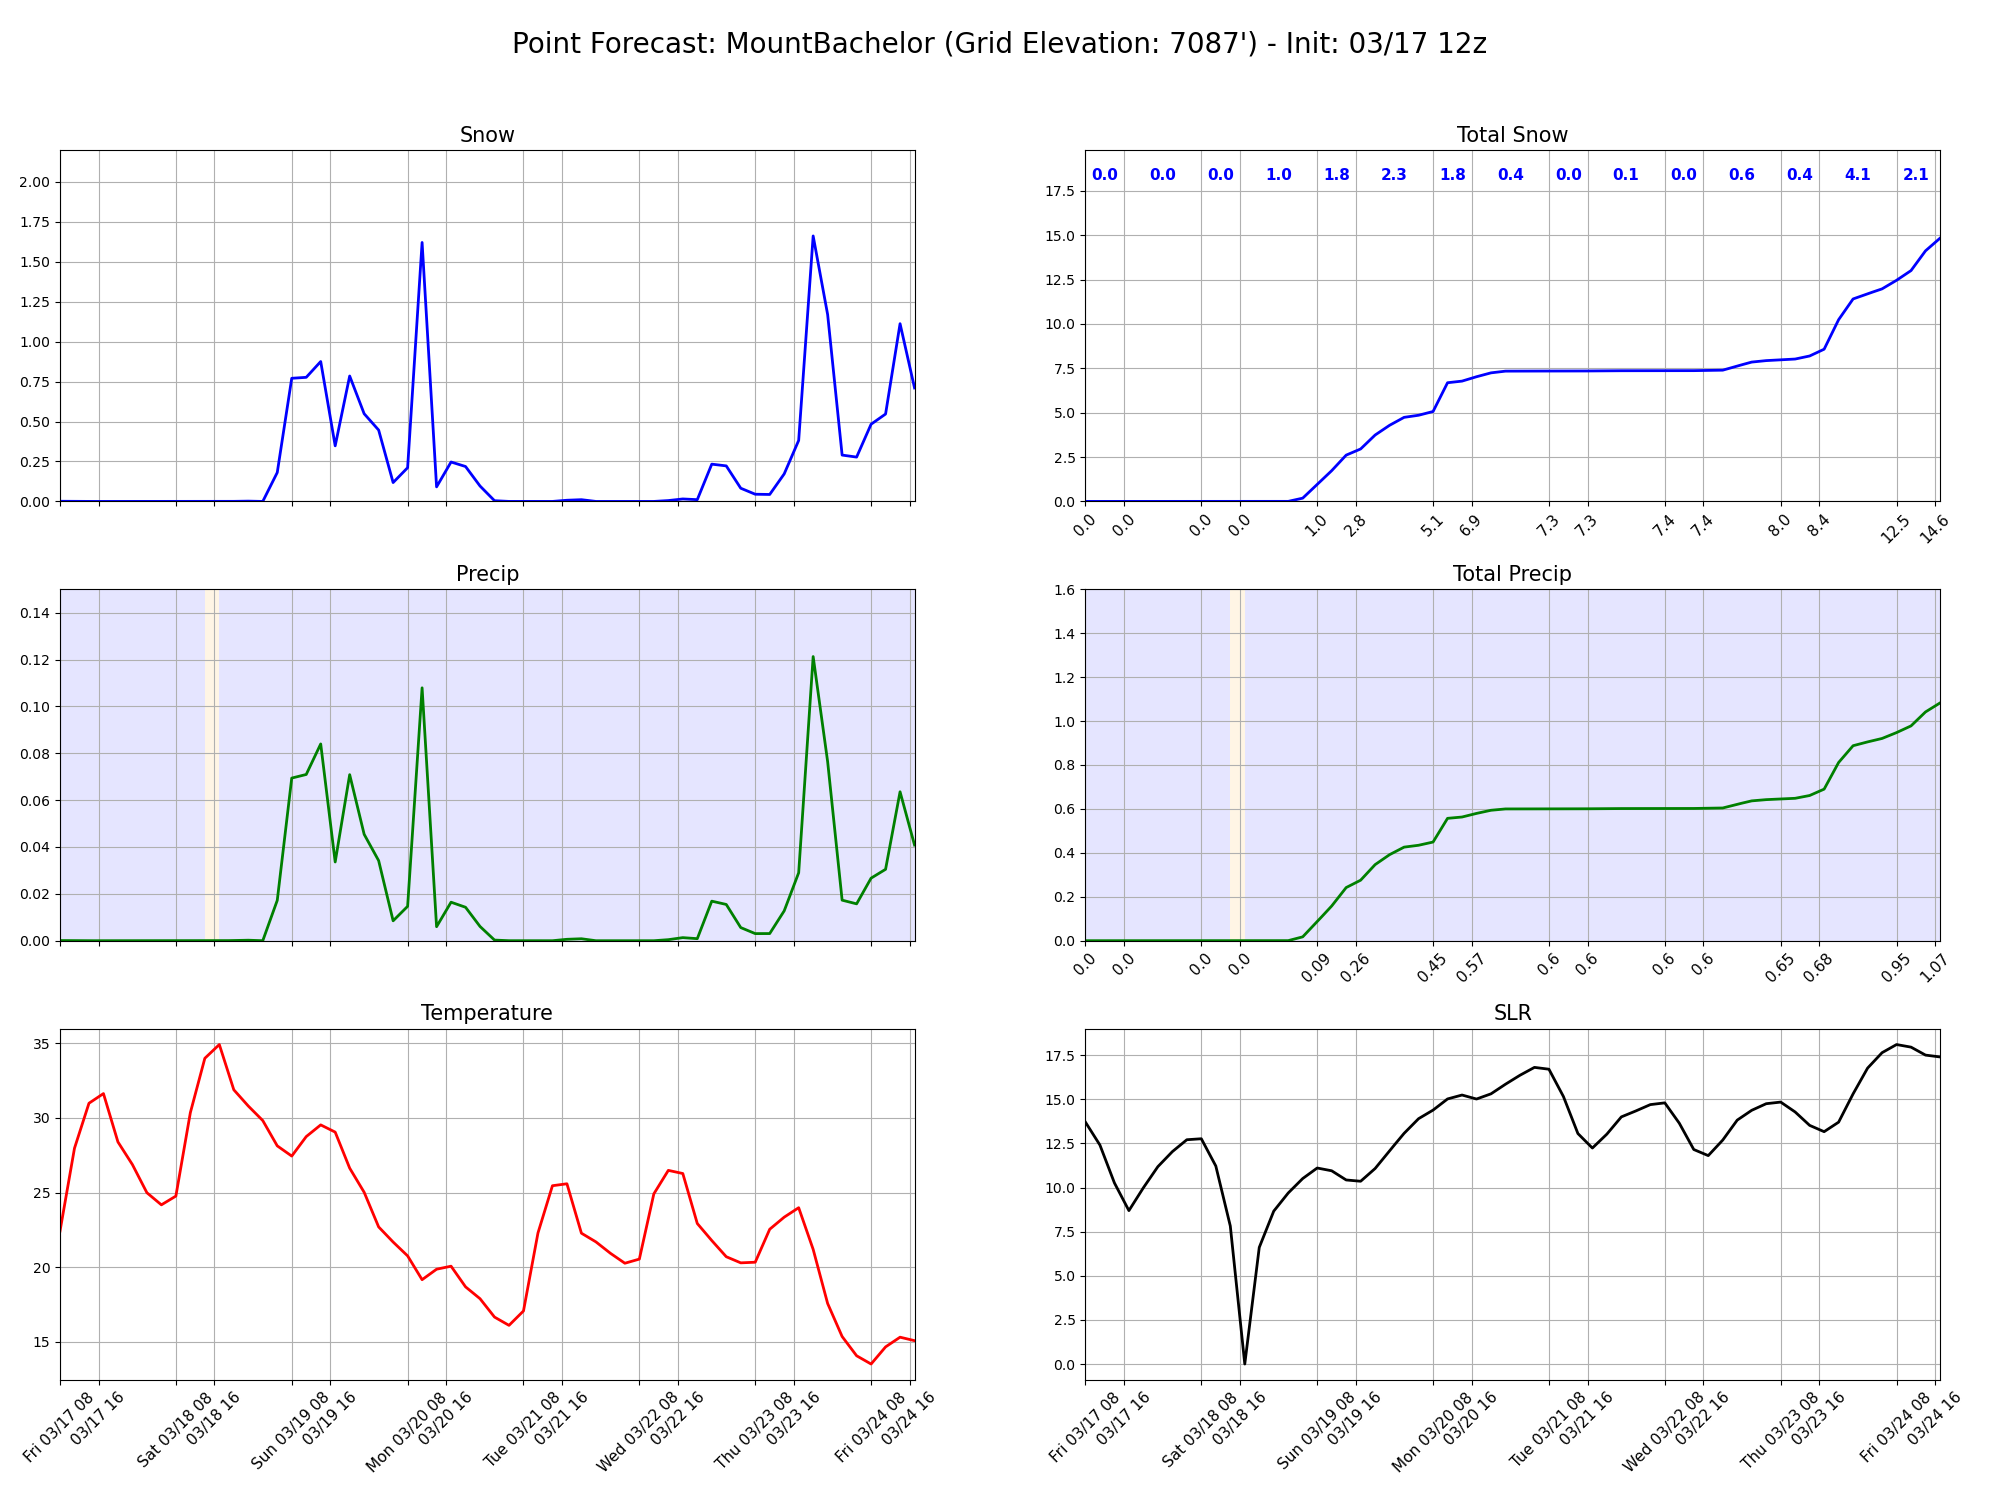 Point Forecast: MountBachelor (Grid Elevation: 7087') - Init: 03/17 12z
Snow
2.00
1.75
1.50
1.25
1.00
0.75
0.50
0.25
0.00
Total Snow
0.0 0.0 0.0 1.0 1.8 2.3 1.8 0.4 0.0 0.1 0.0 0.6 0.4 4.1 2.1
17.5
15.0
12.5
10.0
7.5
5.0
2.5
0.0
0.0 0.0 0.0 0.0 1.0 2.8 5.1 6.9 7.3 7.3 7.4 7.4 8.0 8.4 12.5 14.6
Precip
0.14
0.12
0.10
0.08
0.06
0.04
0.02
0.00
Total Precip
1.6
1.4
1.2
1.0
0.8
0.6
0.4
0.2
0.0
0.0 0.0 0.0 0.0 0.09 0.26 0.45 0.57 0.6 0.6 0.6 0.6 0.65 0.68 0.95 1.07
Temperature
35
30
25
20
15
Fri 03/17 08
03/17 16
Sat 03/18 08
03/18 16
Sun 03/19 08
03/19 16
Mon 03/20 08
03/20 16
Tue 03/21 08
03/21 16
Wed 03/22 08
03/22 16
Thu 03/23 08
03/23 16
Fri 03/24 08
03/24 16
SLR
17.5
15.0
12.5
10.0
7.5
5.0
2.5
0.0
Fri 03/17 08
03/17 16
Sat 03/18 08
03/18 16
Sun 03/19 08
03/19 16
Mon 03/20 08
03/20 16
Tue 03/21 08
03/21 16
Wed 03/22 08
03/22 16
Thu 03/23 08
03/23 16
Fri 03/24 08
03/24 16